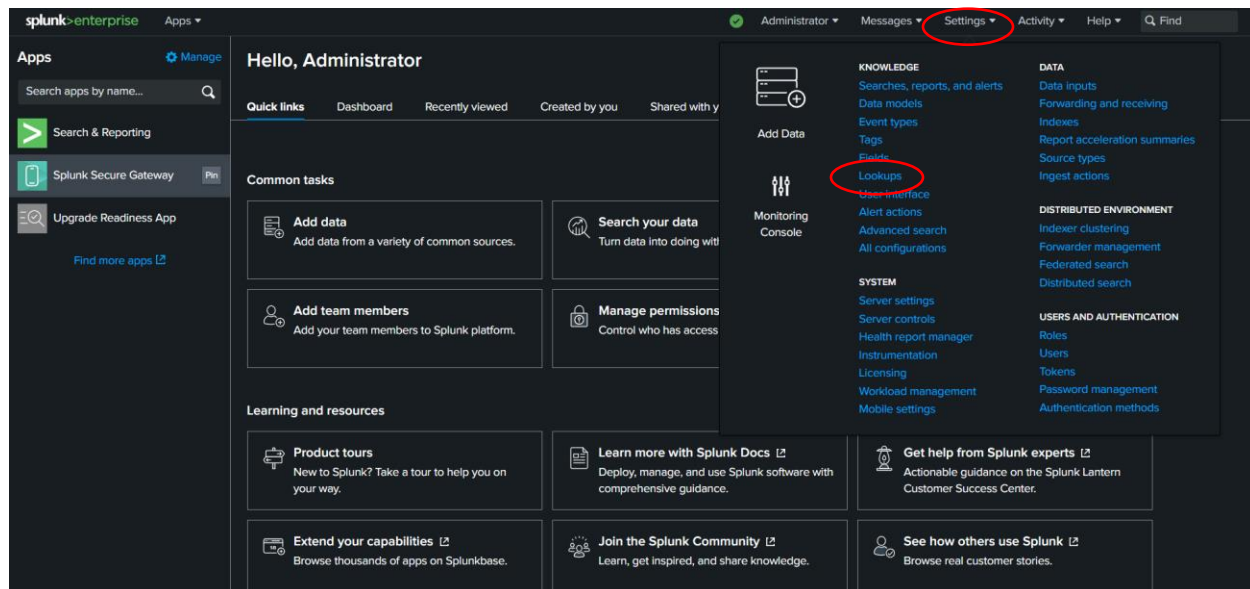 splunk>enterprise Apps ▾ Administrator ▾ Messages ▾ Settings ▾ Activity ▾ Help ▾ Find
Apps Manage
Search apps by name...
Search & Reporting
Splunk Secure Gateway Pin
Upgrade Readiness App
Find more apps
Hello, Administrator
Quick links Dashboard Recently viewed Created by you Shared with y
Common tasks
Add data
Add data from a variety of common sources.
Search your data
Turn data into doing with
Add team members
Add your team members to Splunk platform.
Manage permissions
Control who has access
Learning and resources
Product tours
New to Splunk? Take a tour to help you on
your way.
Learn more with Splunk Docs
Deploy, manage, and use Splunk software with
comprehensive guidance.
Get help from Splunk experts
Actionable guidance on the Splunk Lantern
Customer Success Center.
Extend your capabilities
Browse thousands of apps on Splunkbase.
Join the Splunk Community
Learn, get inspired, and share knowledge.
See how others use Splunk
Browse real customer stories.
Add Data
Monitoring
Console
KNOWLEDGE
Searches, reports, and alerts
Data models
Event types
Tags
Fields
Lookups
User interface
Alert actions
Advanced search
All configurations
SYSTEM
Server settings
Server controls
Health report manager
Instrumentation
Licensing
Workload management
Mobile settings
DATA
Data inputs
Forwarding and receiving
Indexes
Report acceleration summaries
Source types
Ingest actions
DISTRIBUTED ENVIRONMENT
Indexer clustering
Forwarder management
Federated search
Distributed search
USERS AND AUTHENTICATION
Roles
Users
Tokens
Password management
Authentication methods